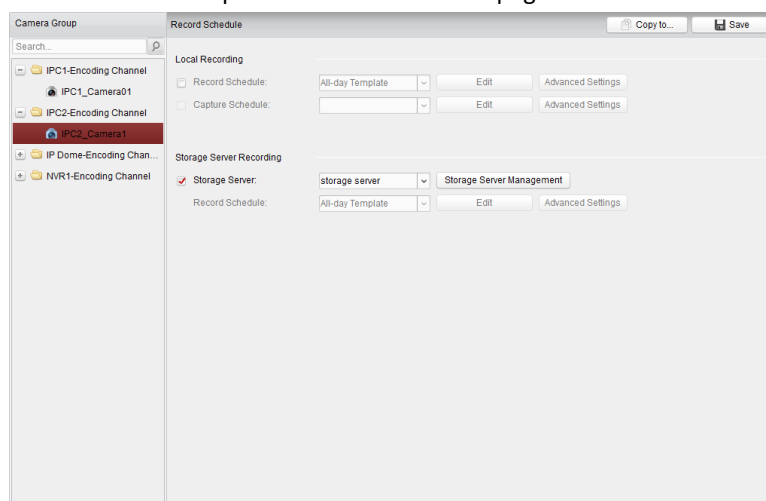 Camera Group
Record Schedule
Copy to...
Save
Search...
Local Recording
IPC1-Encoding Channel
Record Schedule:
All-day Template
Edit
Advanced Settings
IPC1_Camera01
Capture Schedule:
Edit
Advanced Settings
IPC2-Encoding Channel
IPC2_Camera1
IP Dome-Encoding Chan...
Storage Server Recording
NVR1-Encoding Channel
Storage Server:
storage server
Storage Server Management
Record Schedule:
All-day Template
Edit
Advanced Settings